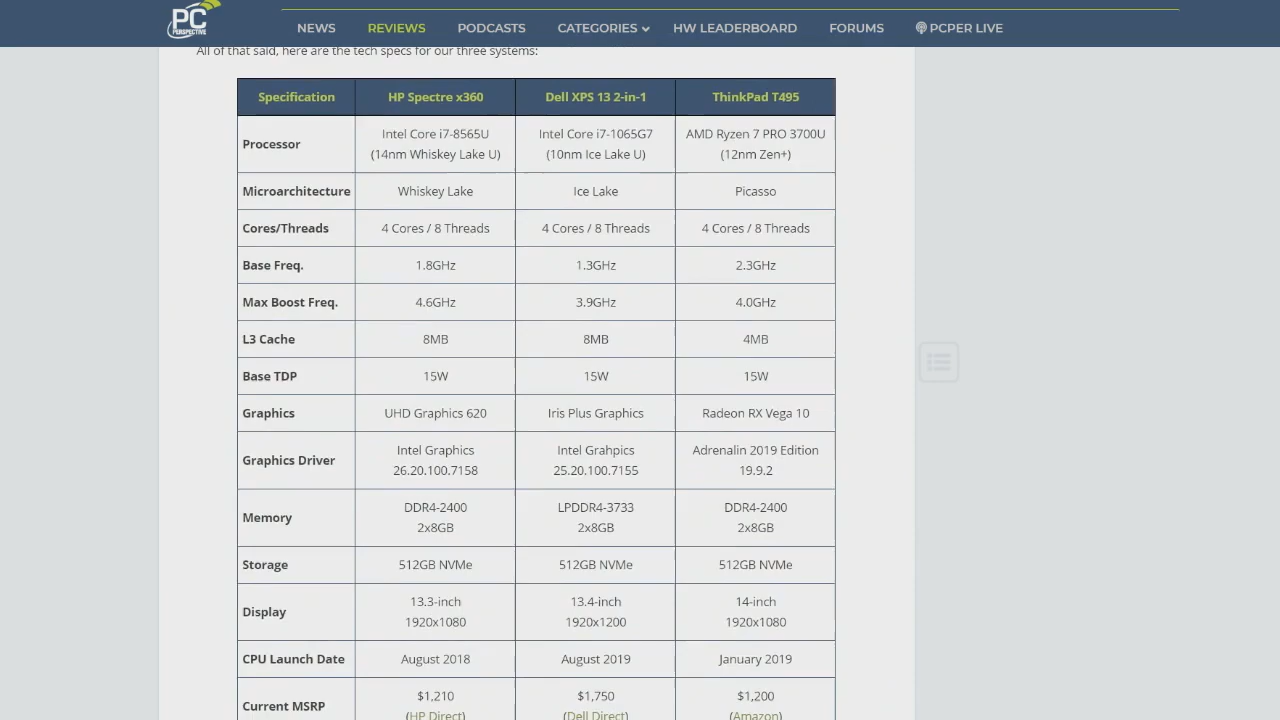 PC
PERSPECTIVE
NEWS REVIEWS PODCASTS CATEGORIES HW LEADERBOARD FORUMS PCPER LIVE
All of that said, here are the tech specs for our three systems:
Specification HP Spectre x360 Dell XPS 13 2-in-1 ThinkPad T495
Processor Intel Core i7-8565U (14nm Whiskey Lake U) Intel Core i7-1065G7 (10nm Ice Lake U) AMD Ryzen 7 PRO 3700U (12nm Zen+)
Microarchitecture Whiskey Lake Ice Lake Picasso
Cores/Threads 4 Cores / 8 Threads 4 Cores / 8 Threads 4 Cores / 8 Threads
Base Freq. 1.8GHz 1.3GHz 2.3GHz
Max Boost Freq. 4.6GHz 3.9GHz 4.0GHz
L3 Cache 8MB 8MB 4MB
Base TDP 15W 15W 15W
Graphics UHD Graphics 620 Iris Plus Graphics Radeon RX Vega 10
Graphics Driver Intel Graphics 26.20.100.7158 Intel Grahpics 25.20.100.7155 Adrenalin 2019 Edition 19.9.2
Memory DDR4-2400 2x8GB LPDDR4-3733 2x8GB DDR4-2400 2x8GB
Storage 512GB NVMe 512GB NVMe 512GB NVMe
Display 13.3-inch 1920x1080 13.4-inch 1920x1200 14-inch 1920x1080
CPU Launch Date August 2018 August 2019 January 2019
Current MSRP $1,210 (HP Direct) $1,750 (Dell Direct) $1,200 (Amazon)